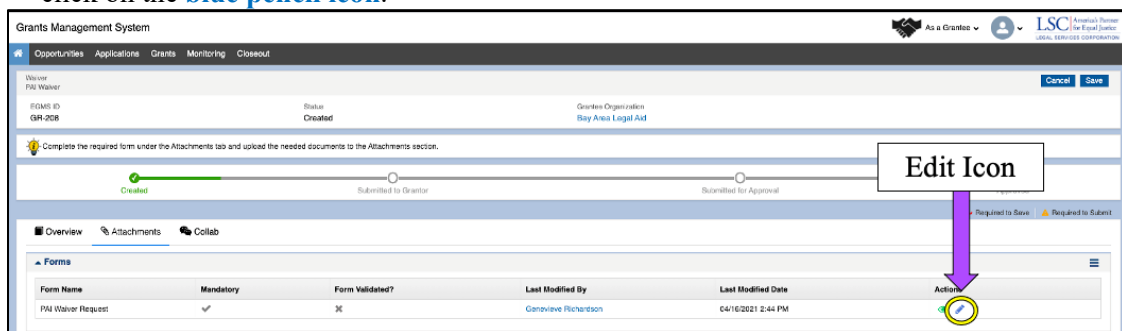 click on the blue pencil icon.
Grants Management System
As a Grantee
LSC America's Partner for Equal Justice
LEGAL SERVICES CORPORATION
Opportunities Applications Grants Monitoring Closeout
Waiver
PAI Waiver
Cancel Save
EGMS ID Status Grantee Organization
GR-208 Created Bay Area Legal Aid
Complete the required form under the Attachments tab and upload the needed documents to the Attachments section.
Edit Icon
Created Submitted to Grantor Submitted for Approval
Required to Save Required to Submit
Overview Attachments Collab
Forms
Form Name Mandatory Form Validated? Last Modified By Last Modified Date Actions
PAI Waiver Request Genevieve Richardson 04/16/2021 2:44 PM